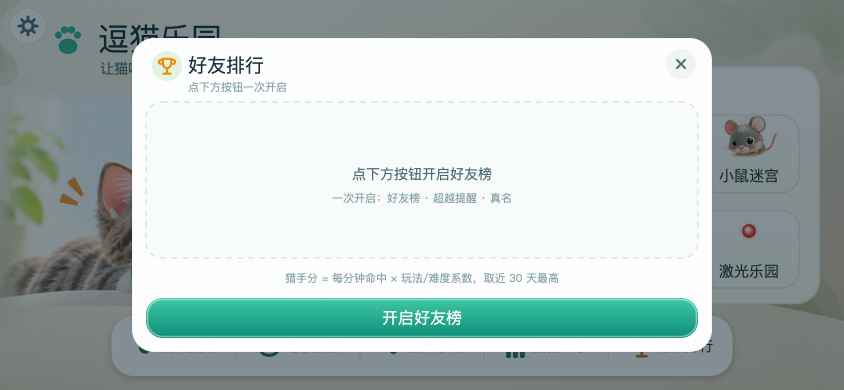 逗猫乐园
好友排行
点下方按钮一次开启
点下方按钮开启好友榜
一次开启：好友榜 · 超越提醒 · 真名
猎手分 = 每分钟命中 × 玩法/难度系数，取近 30 天最高
开启好友榜
小鼠迷宫
激光乐园